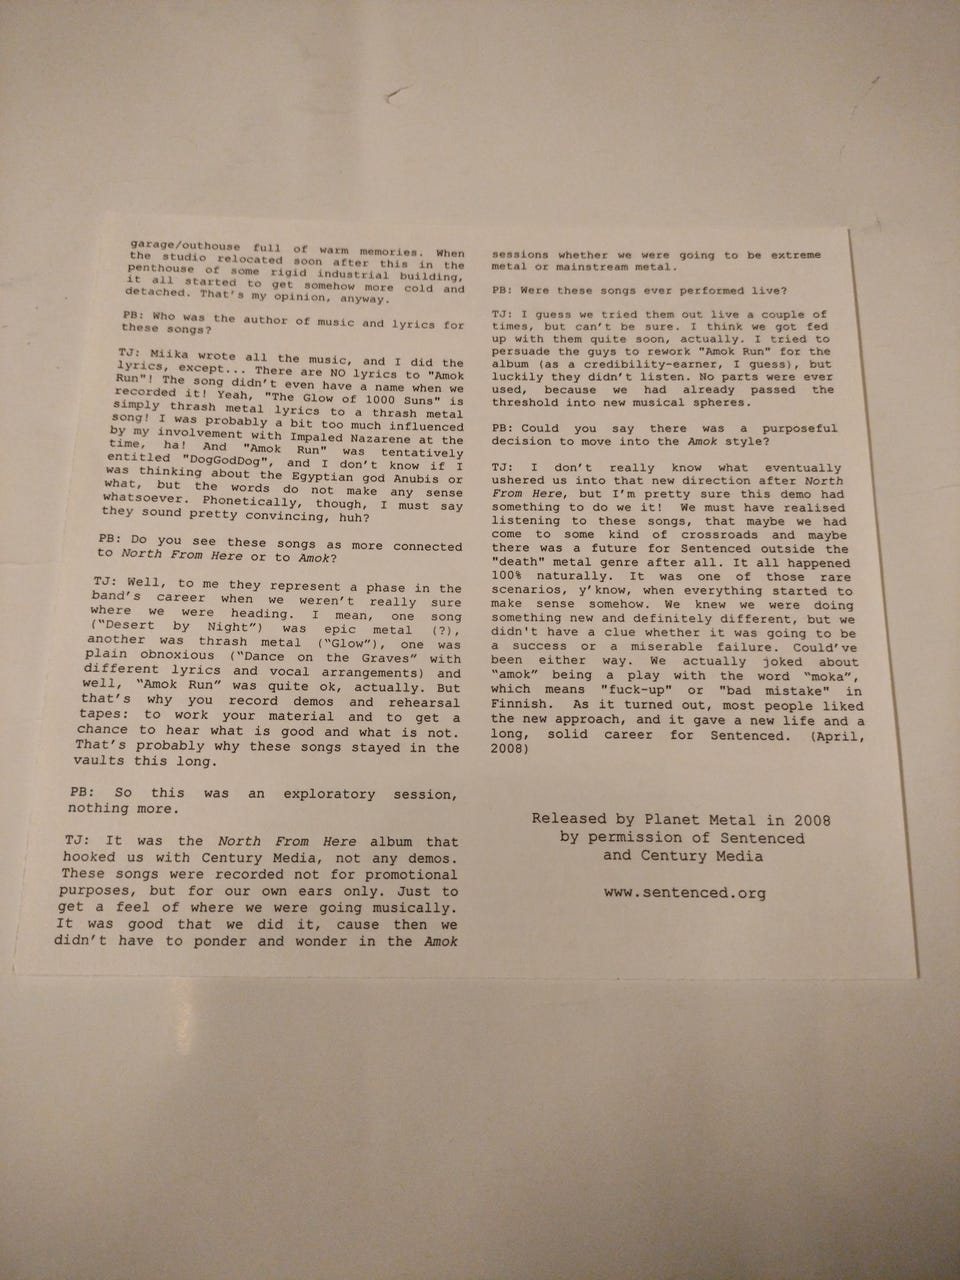 garage/outhouse full of warm memories. When
the studio relocated soon after this in the
penthouse of some rigid industrial building,
it all started to get somehow more cold and
detached. That's my opinion, anyway.
PB: Who was the author of music and lyrics for
these songs?
TJ: Miika wrote all the music, and I did the
lyrics, except... There are NO lyrics to "Amok
Run"! The song didn't even have a name when we
recorded it! Yeah, "The Glow of 1000 Suns" is
simply thrash metal lyrics to a thrash metal
song! I was probably a bit too much influenced
by my involvement with Impaled Nazarene at the
time, ha! And "Amok Run" was tentatively
entitled "DogGodDog", and I don't know if I
was thinking about the Egyptian god Anubis or
what, but the words do not make any sense
whatsoever. Phonetically, though, I must say
they sound pretty convincing, huh?
PB: Do you see these songs as more connected
to North From Here or to Amok?
TJ: Well, to me they represent a phase in the
band's career when we weren't really sure
where we were heading. I mean, one song
("Desert by Night") was epic metal (?),
another was thrash metal ("Glow"), one was
plain obnoxious ("Dance on the Graves" with
different lyrics and vocal arrangements) and
well, "Amok Run" was quite ok, actually. But
that's why you record demos and rehearsal
tapes: to work your material and to get a
chance to hear what is good and what is not.
That's probably why these songs stayed in the
vaults this long.
PB: So this was an exploratory session,
nothing more.
TJ: It was the North From Here album that
hooked us with Century Media, not any demos.
These songs were recorded not for promotional
purposes, but for our own ears only. Just to
get a feel of where we were going musically.
It was good that we did it, cause then we
didn't have to ponder and wonder in the Amok
sessions whether we were going to be extreme
metal or mainstream metal.
PB: Were these songs ever performed live?
TJ: I guess we tried them out live a couple of
times, but can't be sure. I think we got fed
up with them quite soon, actually. I tried to
persuade the guys to rework "Amok Run" for the
album (as a credibility-earner, I guess), but
luckily they didn't listen. No parts were ever
used, because we had already passed the
threshold into new musical spheres.
PB: Could you say there was a purposeful
decision to move into the Amok style?
TJ: I don't really know what eventually
ushered us into that new direction after North
From Here, but I'm pretty sure this demo had
something to do we it! We must have realised
listening to these songs, that maybe we had
come to some kind of crossroads and maybe
there was a future for Sentenced outside the
"death" metal genre after all. It all happened
100% naturally. It was one of those rare
scenarios, y'know, when everything started to
make sense somehow. We knew we were doing
something new and definitely different, but we
didn't have a clue whether it was going to be
a success or a miserable failure. Could've
been either way. We actually joked about
"amok" being a play with the word "moka",
which means "fuck-up" or "bad mistake" in
Finnish. As it turned out, most people liked
the new approach, and it gave a new life and a
long, solid career for Sentenced. (April,
2008)
Released by Planet Metal in 2008
by permission of Sentenced
and Century Media
www.sentenced.org